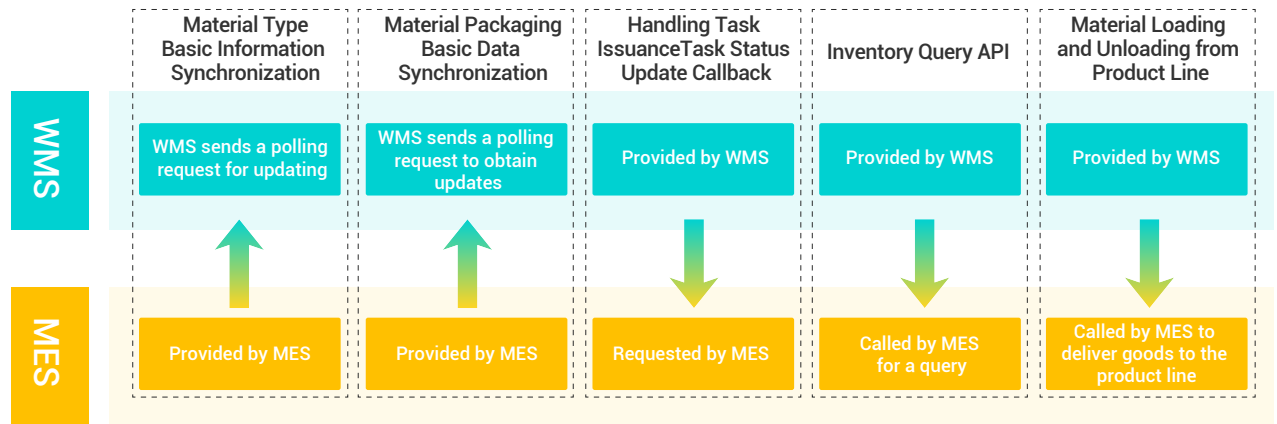 Material Type
Basic Information
Synchronization
Material Packaging
Basic Data
Synchronization
Handling Task
IssuanceTask Status
Update Callback
Inventory Query API
Material Loading
and Unloading from
Product Line
WMS
WMS sends a polling
request for updating
WMS sends a polling
request to obtain
updates
Provided by WMS
Provided by WMS
Provided by WMS
MES
Provided by MES
Provided by MES
Requested by MES
Called by MES
for a query
Called by MES to
deliver goods to the
product line